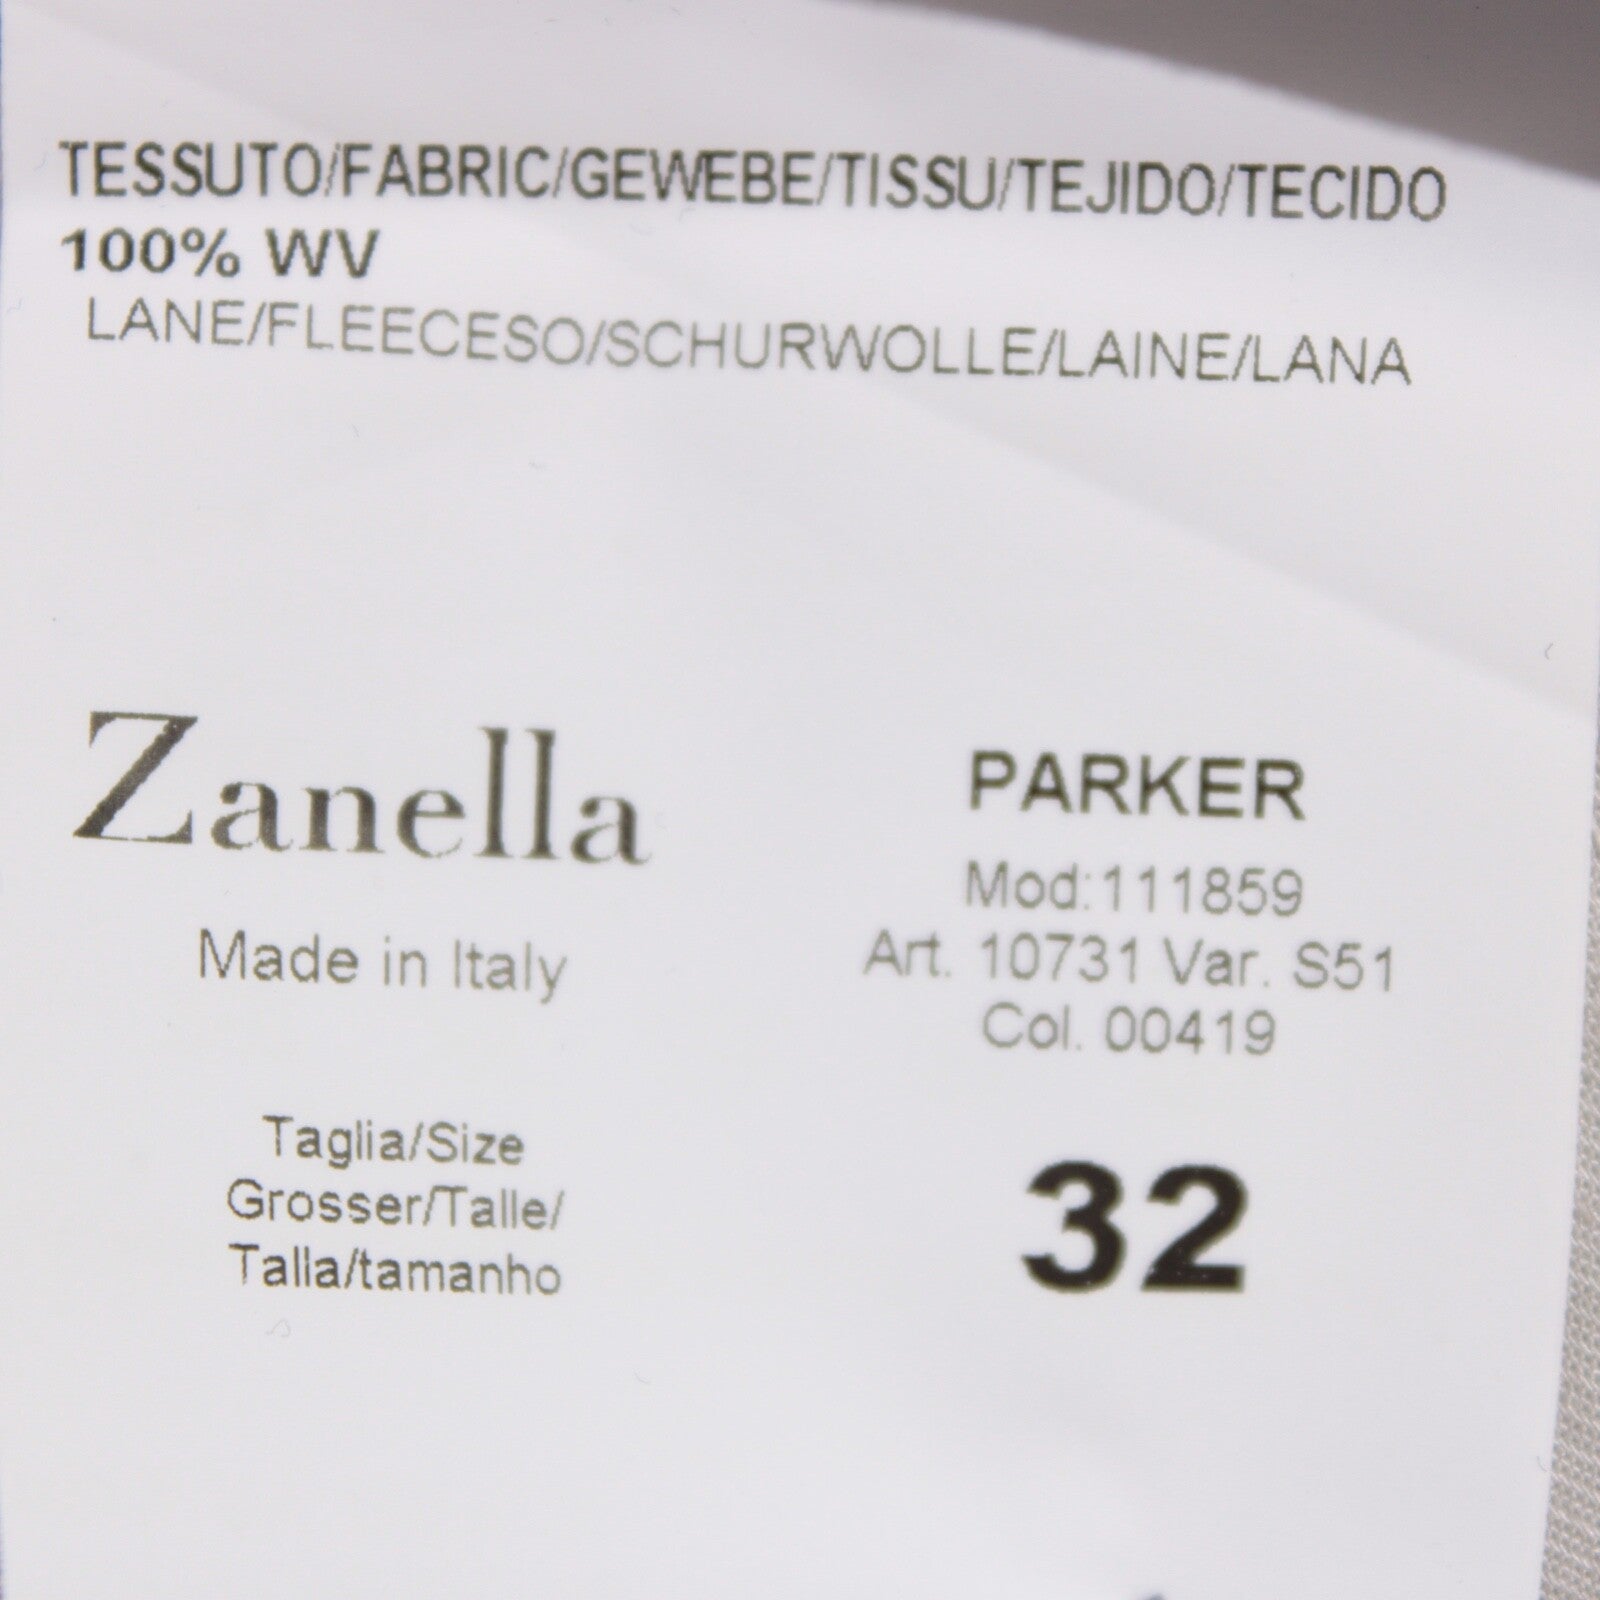 TESSUTO/FABRIC/GEWEBE/TISSU/TEJIDO/TECIDO
100% WV
LANE/FLEECESO/SCHURWOLLE/LAINE/LANA
Zanella
Made in Italy
PARKER
Mod:111859
Art. 10731 Var. S51
Col. 00419
Taglia/Size
Grosser/Talle/
Talla/tamanho
32